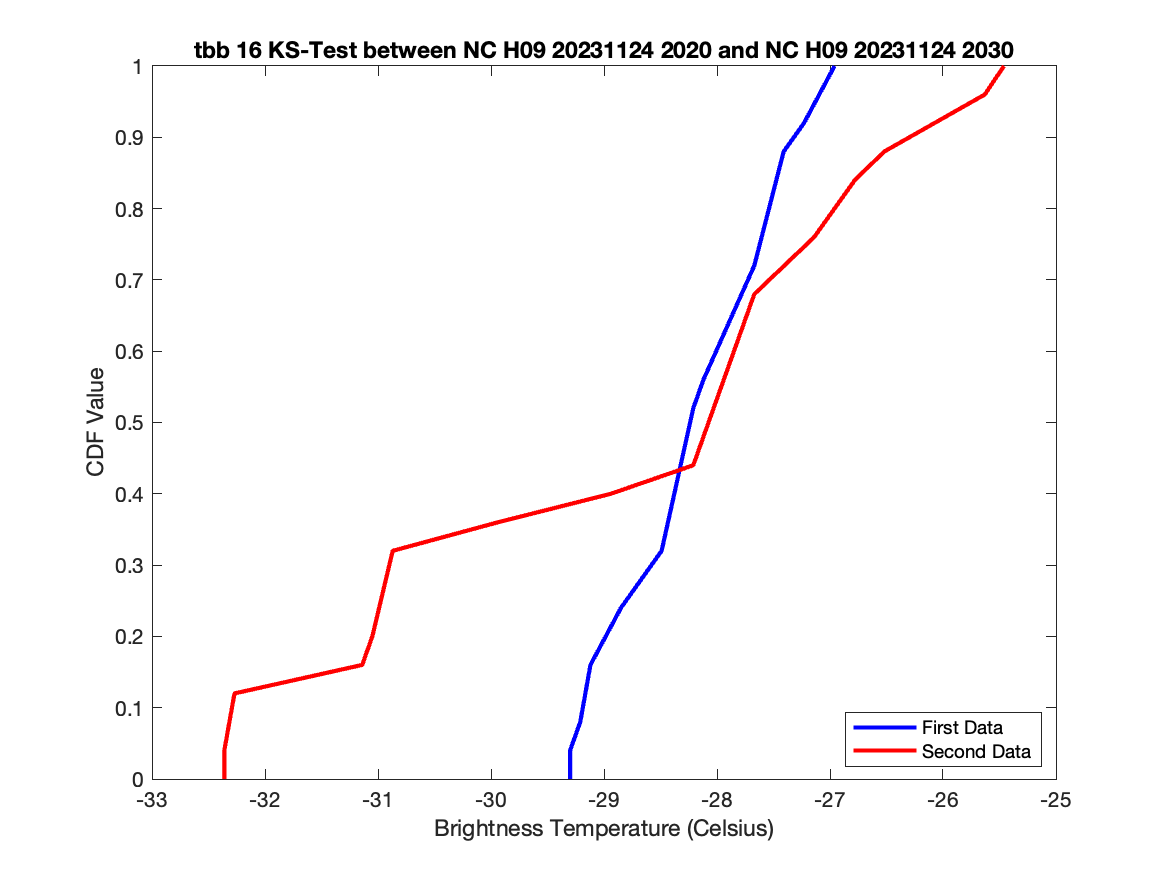 tbb 16 KS-Test between NC H09 20231124 2020 and NC H09 20231124 2030
1
0.9
0.8
0.7
0.6
0.5
0.4
0.3
0.2
0.1
0
CDF Value
-33 -32 -31 -30 -29 -28 -27 -26 -25
Brightness Temperature (Celsius)
First Data
Second Data